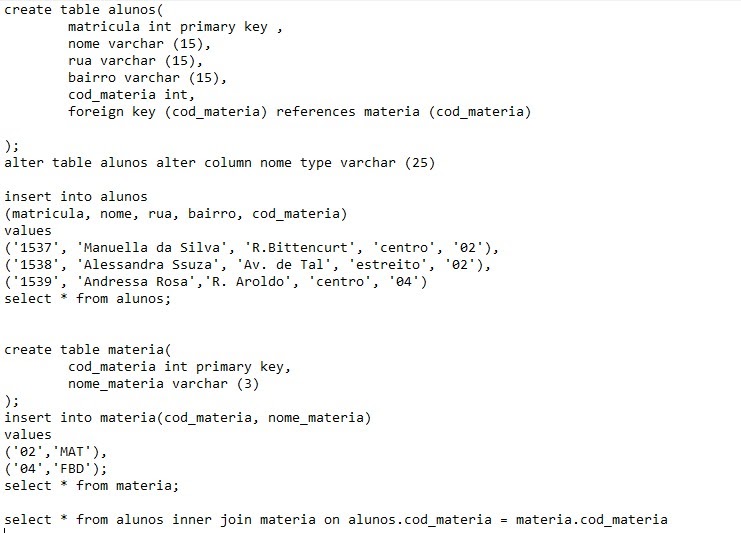 create table alunos(
matricula int primary key ,
nome varchar (15),
rua varchar (15),
bairro varchar (15),
cod_materia int,
foreign key (cod_materia) references materia (cod_materia)
);
alter table alunos alter column nome type varchar (25)
insert into alunos
(matricula, nome, rua, bairro, cod_materia)
values
('1537', 'Manuella da Silva', 'R.Bittencurt', 'centro', '02'),
('1538', 'Alessandra Ssuza', 'Av. de Tal', 'estreito', '02'),
('1539', 'Andressa Rosa','R. Aroldo', 'centro', '04')
select * from alunos;
create table materia(
cod_materia int primary key,
nome_materia varchar (3)
);
insert into materia(cod_materia, nome_materia)
values
('02','MAT'),
('04','FBD');
select * from materia;
select * from alunos inner join materia on alunos.cod_materia = materia.cod_materia